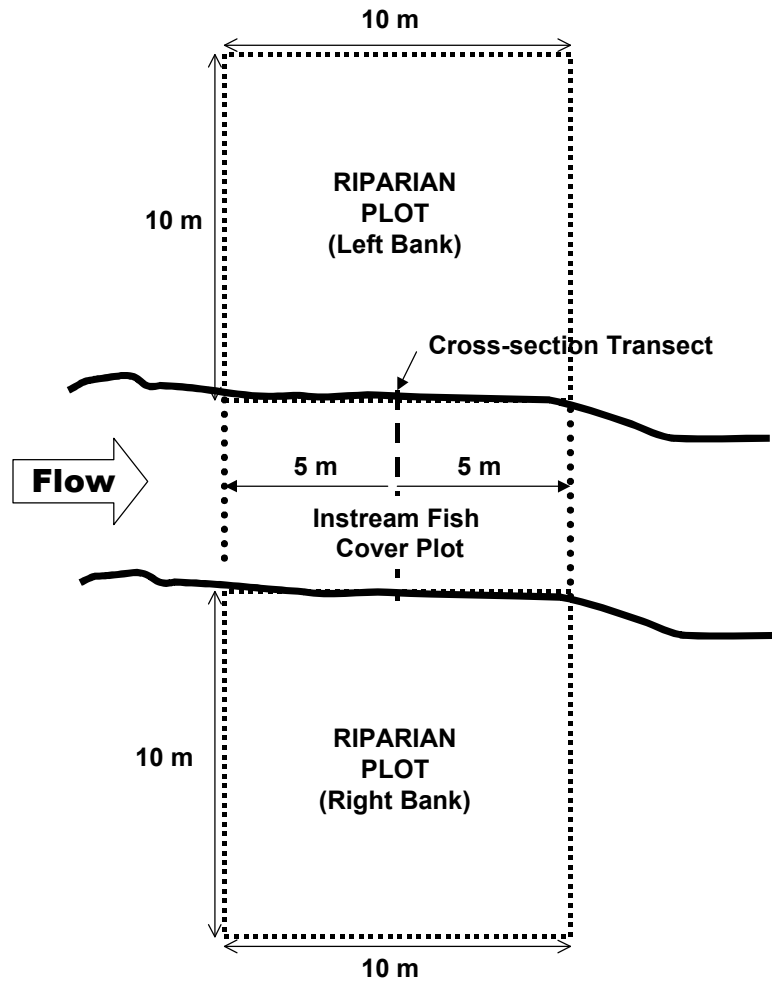 10 m
RIPARIAN
PLOT
(Left Bank)
10 m
Cross-section Transect
5 m
5 m
Flow
Instream Fish
Cover Plot
RIPARIAN
PLOT
(Right Bank)
10 m
10 m